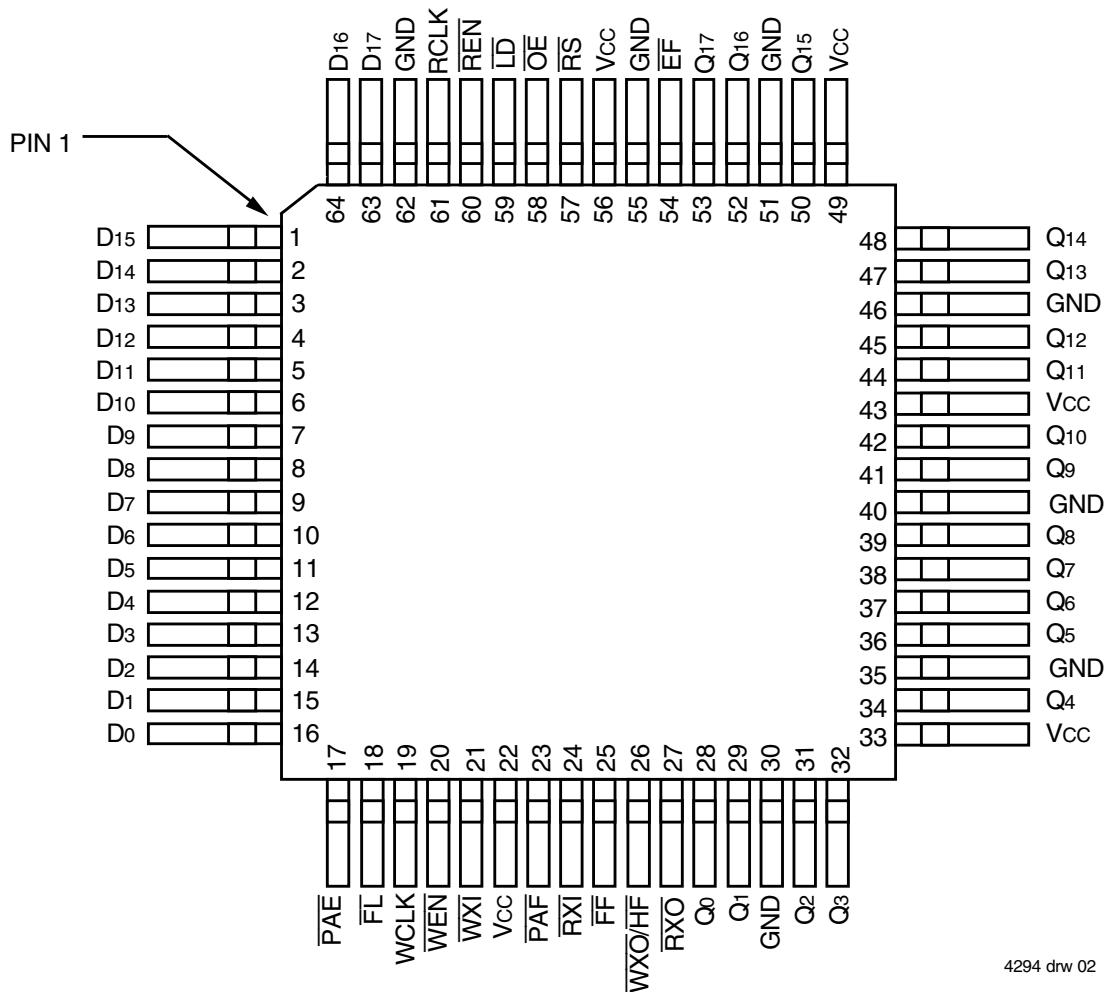 D16 D17 GND RCLK REN LD OE RS VCC GND EF Q17 Q16 GND Q15 VCC
PIN 1
64 63 62 61 60 59 58 57 56 55 54 53 52 51 50 49
D15 1 48 Q14
D14 2 47 Q13
D13 3 46 GND
D12 4 45 Q12
D11 5 44 Q11
D10 6 43 VCC
D9 7 42 Q10
D8 8 41 Q9
D7 9 40 GND
D6 10 39 Q8
D5 11 38 Q7
D4 12 37 Q6
D3 13 36 Q5
D2 14 35 GND
D1 15 34 Q4
D0 16 33 VCC
17 18 19 20 21 22 23 24 25 26 27 28 29 30 31 32
PAE FL WCLK WEN WXI VCC PAF RXI FF WXO/HF RXO Q0 Q1 GND Q2 Q3
4294 drw 02